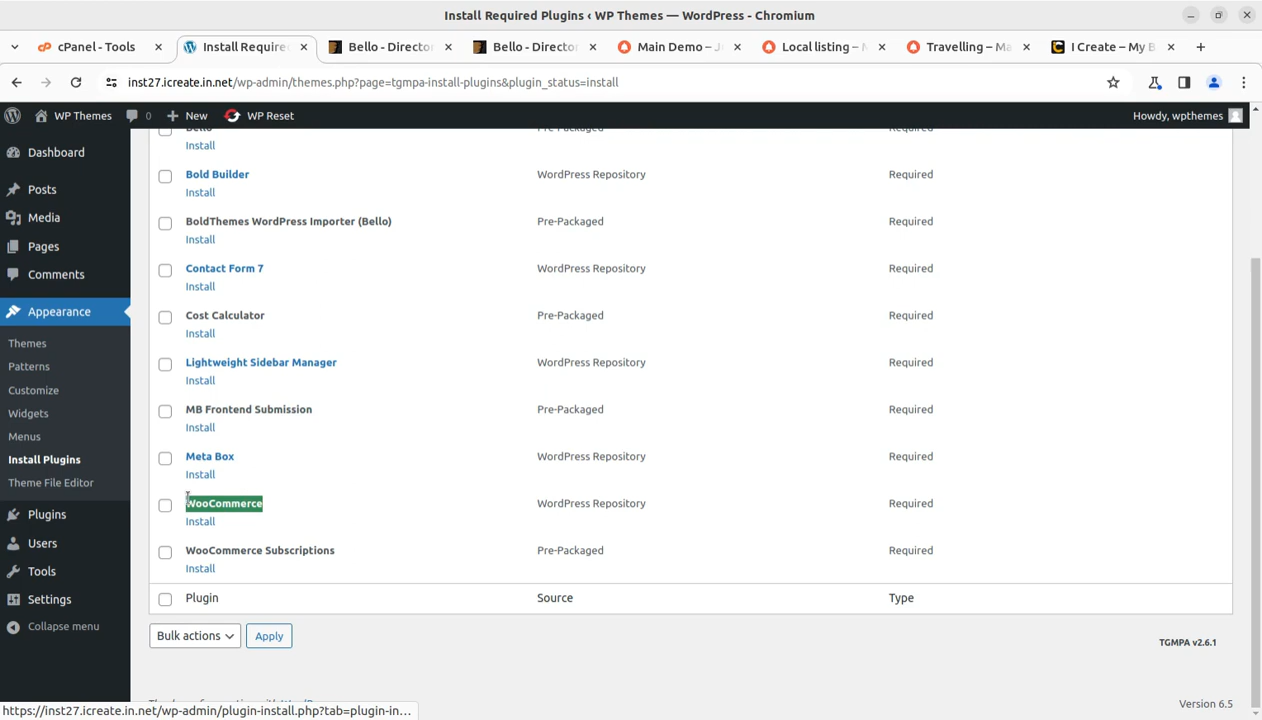 Install Required Plugins ‹ WP Themes — WordPress - Chromium
cPanel - Tools
Install Require
Bello - Director
Bello - Director
Main Demo – J
Local listing –
Travelling – Ma
I Create – My B
inst27.icreate.in.net/wp-admin/themes.php?page=tgmpa-install-plugins&plugin_status=install
WP Themes 0 New WP Reset Howdy, wpthemes
Dashboard
Posts
Media
Pages
Comments
Appearance
Themes
Patterns
Customize
Widgets
Menus
Install Plugins
Theme File Editor
Plugins
Users
Tools
Settings
Collapse menu
Bello Pre-Packaged Required
Install
Bold Builder WordPress Repository Required
Install
BoldThemes WordPress Importer (Bello) Pre-Packaged Required
Install
Contact Form 7 WordPress Repository Required
Install
Cost Calculator Pre-Packaged Required
Install
Lightweight Sidebar Manager WordPress Repository Required
Install
MB Frontend Submission Pre-Packaged Required
Install
Meta Box WordPress Repository Required
Install
WooCommerce WordPress Repository Required
Install
WooCommerce Subscriptions Pre-Packaged Required
Install
Plugin Source Type
Bulk actions Apply
TGMPA v2.6.1
Version 6.5
https://inst27.icreate.in.net/wp-admin/plugin-install.php?tab=plugin-in...